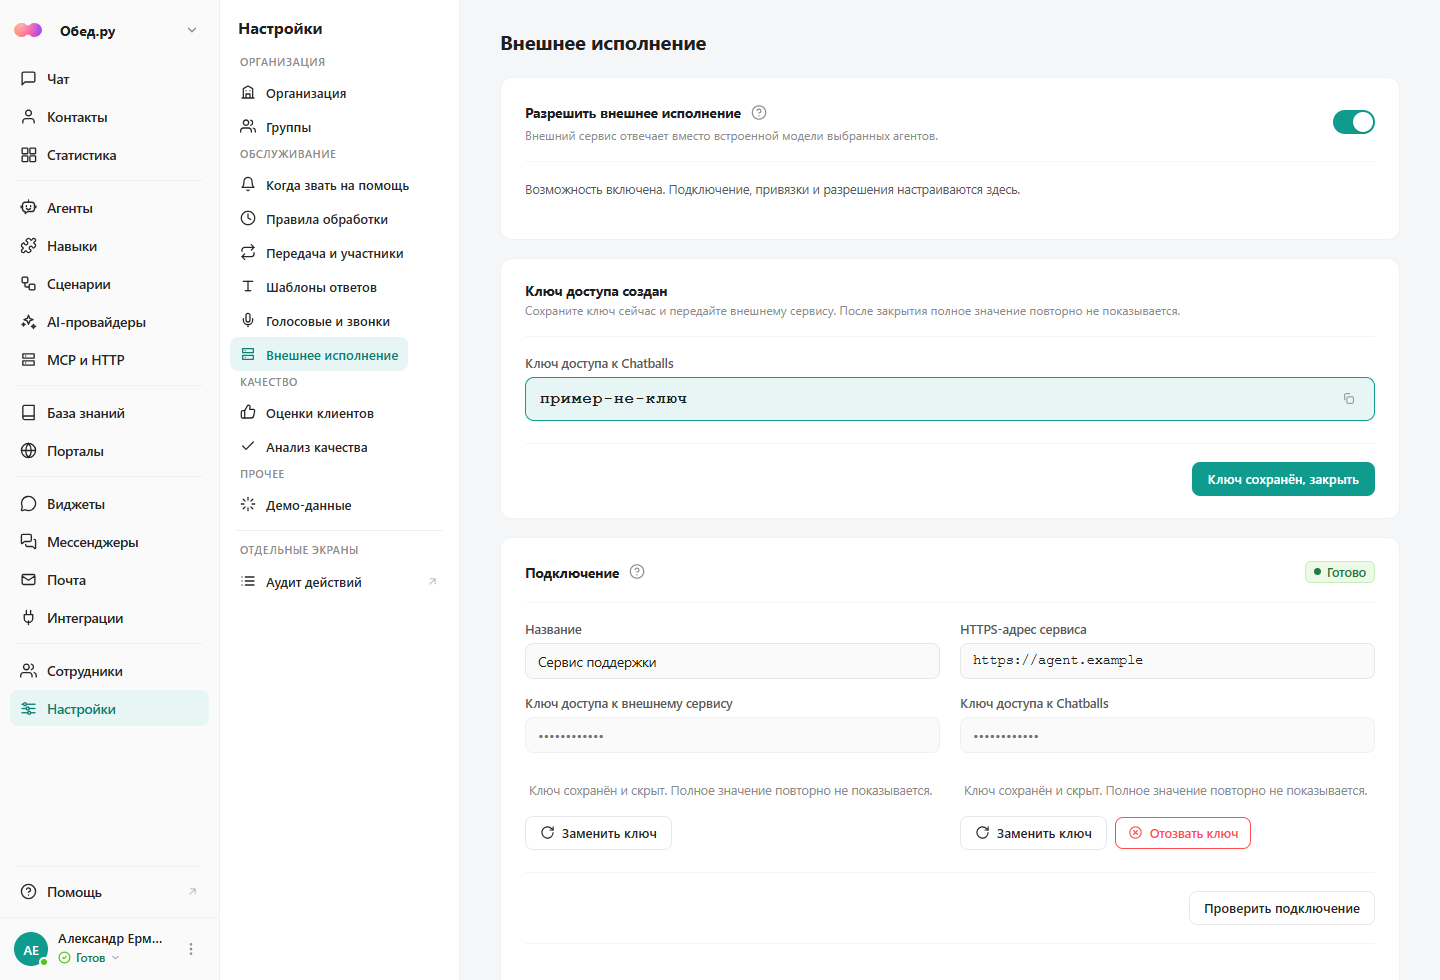 Обед.ру
Чат
Контакты
Статистика
Агенты
Навыки
Сценарии
AI-провайдеры
MCP и HTTP
База знаний
Порталы
Виджеты
Мессенджеры
Почта
Интеграции
Сотрудники
Настройки
Помощь
АЕ
Александр Ерм...
Готов
Настройки
ОРГАНИЗАЦИЯ
Организация
Группы
ОБСЛУЖИВАНИЕ
Когда звать на помощь
Правила обработки
Передача и участники
Шаблоны ответов
Голосовые и звонки
Внешнее исполнение
КАЧЕСТВО
Оценки клиентов
Анализ качества
ПРОЧЕЕ
Демо-данные
ОТДЕЛЬНЫЕ ЭКРАНЫ
Аудит действий
Внешнее исполнение
Разрешить внешнее исполнение
Внешний сервис отвечает вместо встроенной модели выбранных агентов.
Возможность включена. Подключение, привязки и разрешения настраиваются здесь.
Ключ доступа создан
Сохраните ключ сейчас и передайте внешнему сервису. После закрытия полное значение повторно не показывается.
Ключ доступа к Chatballs
пример-не-ключ
Ключ сохранён, закрыть
Подключение
Готово
Название
HTTPS-адрес сервиса
Сервис поддержки
https://agent.example
Ключ доступа к внешнему сервису
Ключ доступа к Chatballs
••••••••••••
••••••••••••
Ключ сохранён и скрыт. Полное значение повторно не показывается.
Ключ сохранён и скрыт. Полное значение повторно не показывается.
Заменить ключ
Заменить ключ
Отозвать ключ
Проверить подключение